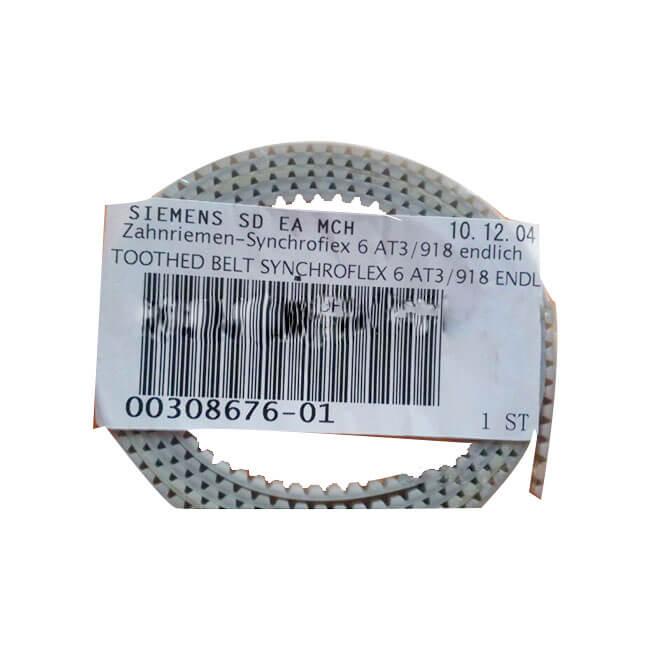 SIEMENS SD EA MCH 10.12.04
Zahnriemen-Synchroflex 6 AT3/918 endlich
TOOTHED BELT SYNCHROFLEX 6 AT3/918 ENDL
00308676-01
1 ST